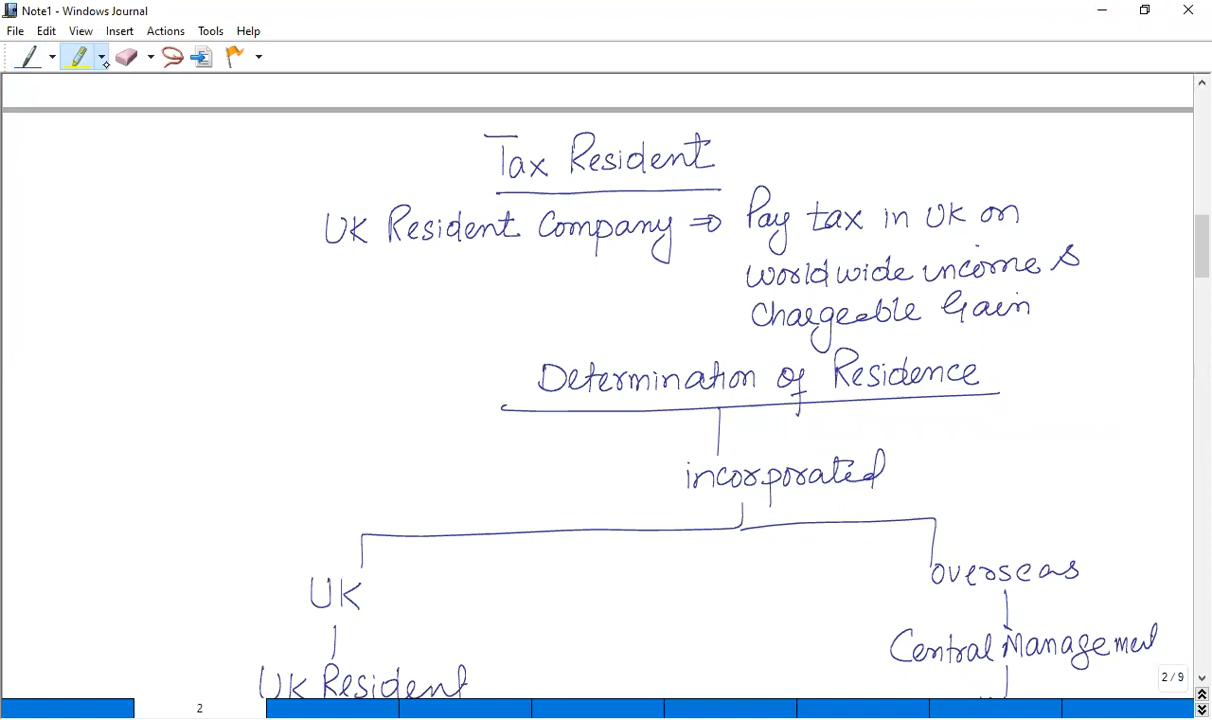 Note1 - Windows Journal
File Edit View Insert Actions Tools Help
Tax Resident
UK Resident Company ⇒ Pay tax in UK on
worldwide income &
Chargeable Gain
Determination of Residence
incorporated
UK
overseas
Central Management
UK Resident
2 / 9
2